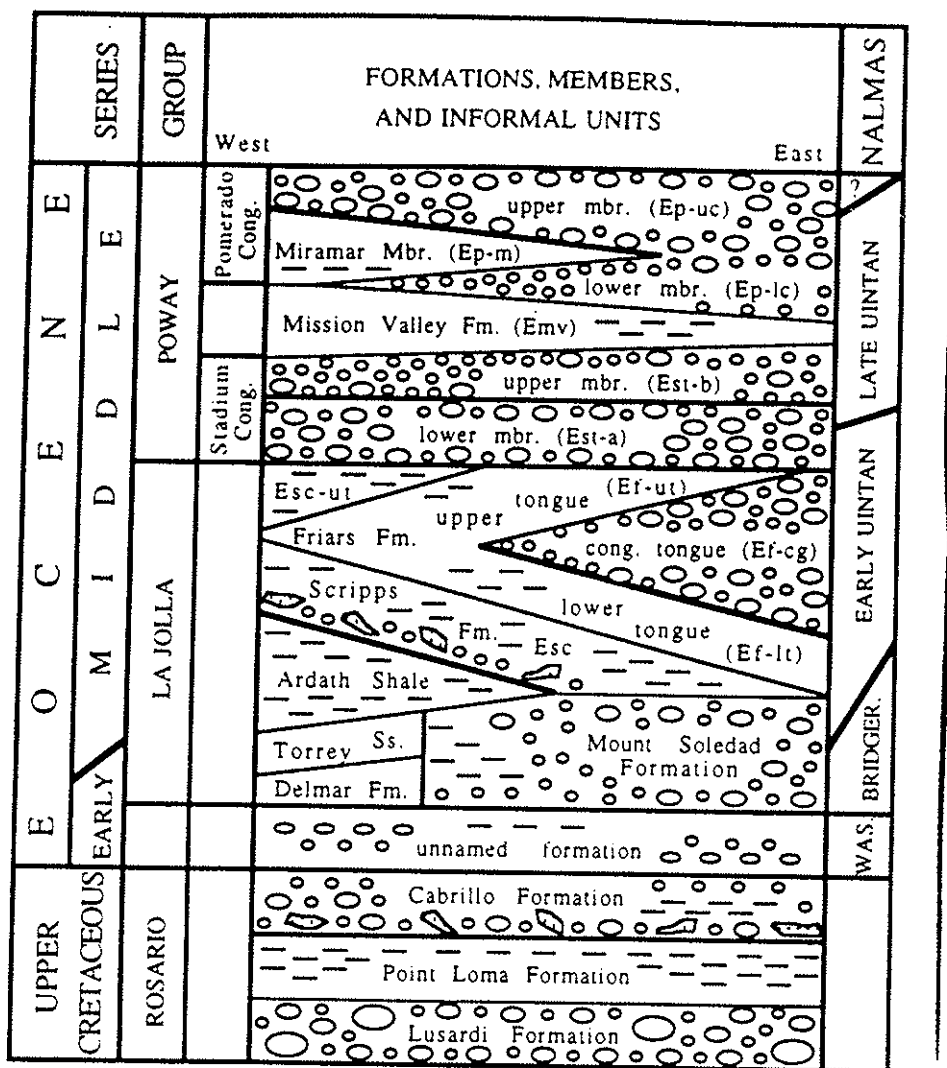 SERIES
GROUP
FORMATIONS, MEMBERS,
AND INFORMAL UNITS
West
East
NALMAS
EOCENE
MIDDLE
EARLY
UPPER
CRETACEOUS
POWAY
LA JOLLA
ROSARIO
Pomerado
Cong.
Stadium
Cong.
upper mbr. (Ep-uc)
Miramar Mbr. (Ep-m)
lower mbr. (Ep-lc)
Mission Valley Fm. (Emv)
upper mbr. (Est-b)
lower mbr. (Est-a)
Esc-ut
upper tongue (Ef-ut)
Friars Fm.
cong. tongue (Ef-cg)
Scripps
Fm.
Esc
lower
tongue
(Ef-lt)
Ardath Shale
Torrey Ss.
Delmar Fm.
Mount Soledad
Formation
unnamed formation
Cabrillo Formation
Point Loma Formation
Lusardi Formation
?
LATE UINTAN
EARLY UINTAN
BRIDGER.
WAS.